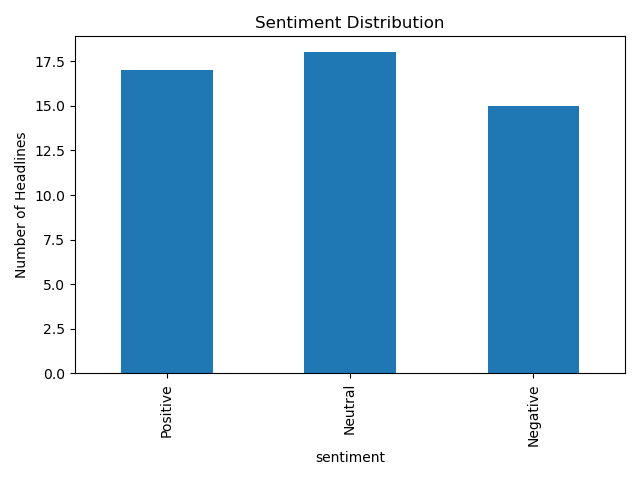 Sentiment Distribution
Number of Headlines
17.5
15.0
12.5
10.0
7.5
5.0
2.5
0.0
Positive
Neutral
Negative
sentiment